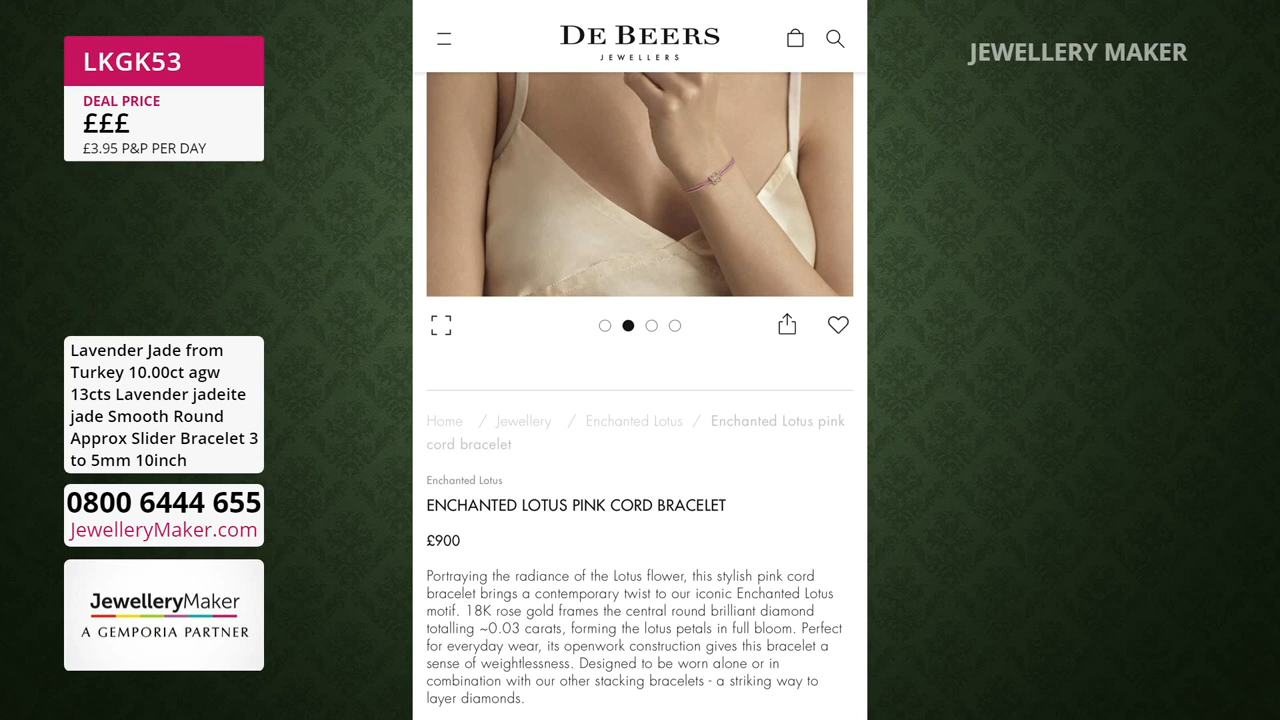 LKGK53
DEAL PRICE
£££
£3.95 P&P PER DAY
Lavender Jade from
Turkey 10.00ct agw
13cts Lavender jadeite
jade Smooth Round
Approx Slider Bracelet 3
to 5mm 10inch
0800 6444 655
JewelleryMaker.com
JewelleryMaker
A GEMPORIA PARTNER
DE BEERS
JEWELLERS
Home / Jewellery / Enchanted Lotus / Enchanted Lotus pink
cord bracelet
Enchanted Lotus
ENCHANTED LOTUS PINK CORD BRACELET
£900
Portraying the radiance of the Lotus flower, this stylish pink cord
bracelet brings a contemporary twist to our iconic Enchanted Lotus
motif. 18K rose gold frames the central round brilliant diamond
totalling ~0.03 carats, forming the lotus petals in full bloom. Perfect
for everyday wear, its openwork construction gives this bracelet a
sense of weightlessness. Designed to be worn alone or in
combination with our other stacking bracelets - a striking way to
layer diamonds.
JEWELLERY MAKER